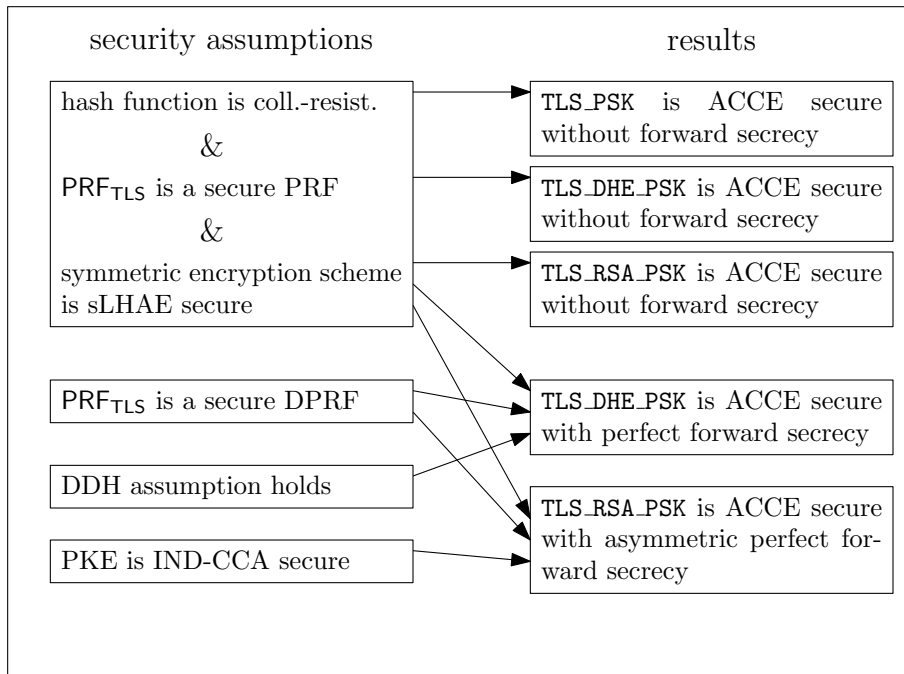 security assumptions
results
hash function is coll.-resist.
&
PRF_TLS is a secure PRF
&
symmetric encryption scheme
is sLHAE secure
PRF_TLS is a secure DPRF
DDH assumption holds
PKE is IND-CCA secure
TLS_PSK is ACCE secure
without forward secrecy
TLS_DHE_PSK is ACCE secure
without forward secrecy
TLS_RSA_PSK is ACCE secure
without forward secrecy
TLS_DHE_PSK is ACCE secure
with perfect forward secrecy
TLS_RSA_PSK is ACCE secure
with asymmetric perfect for-
ward secrecy